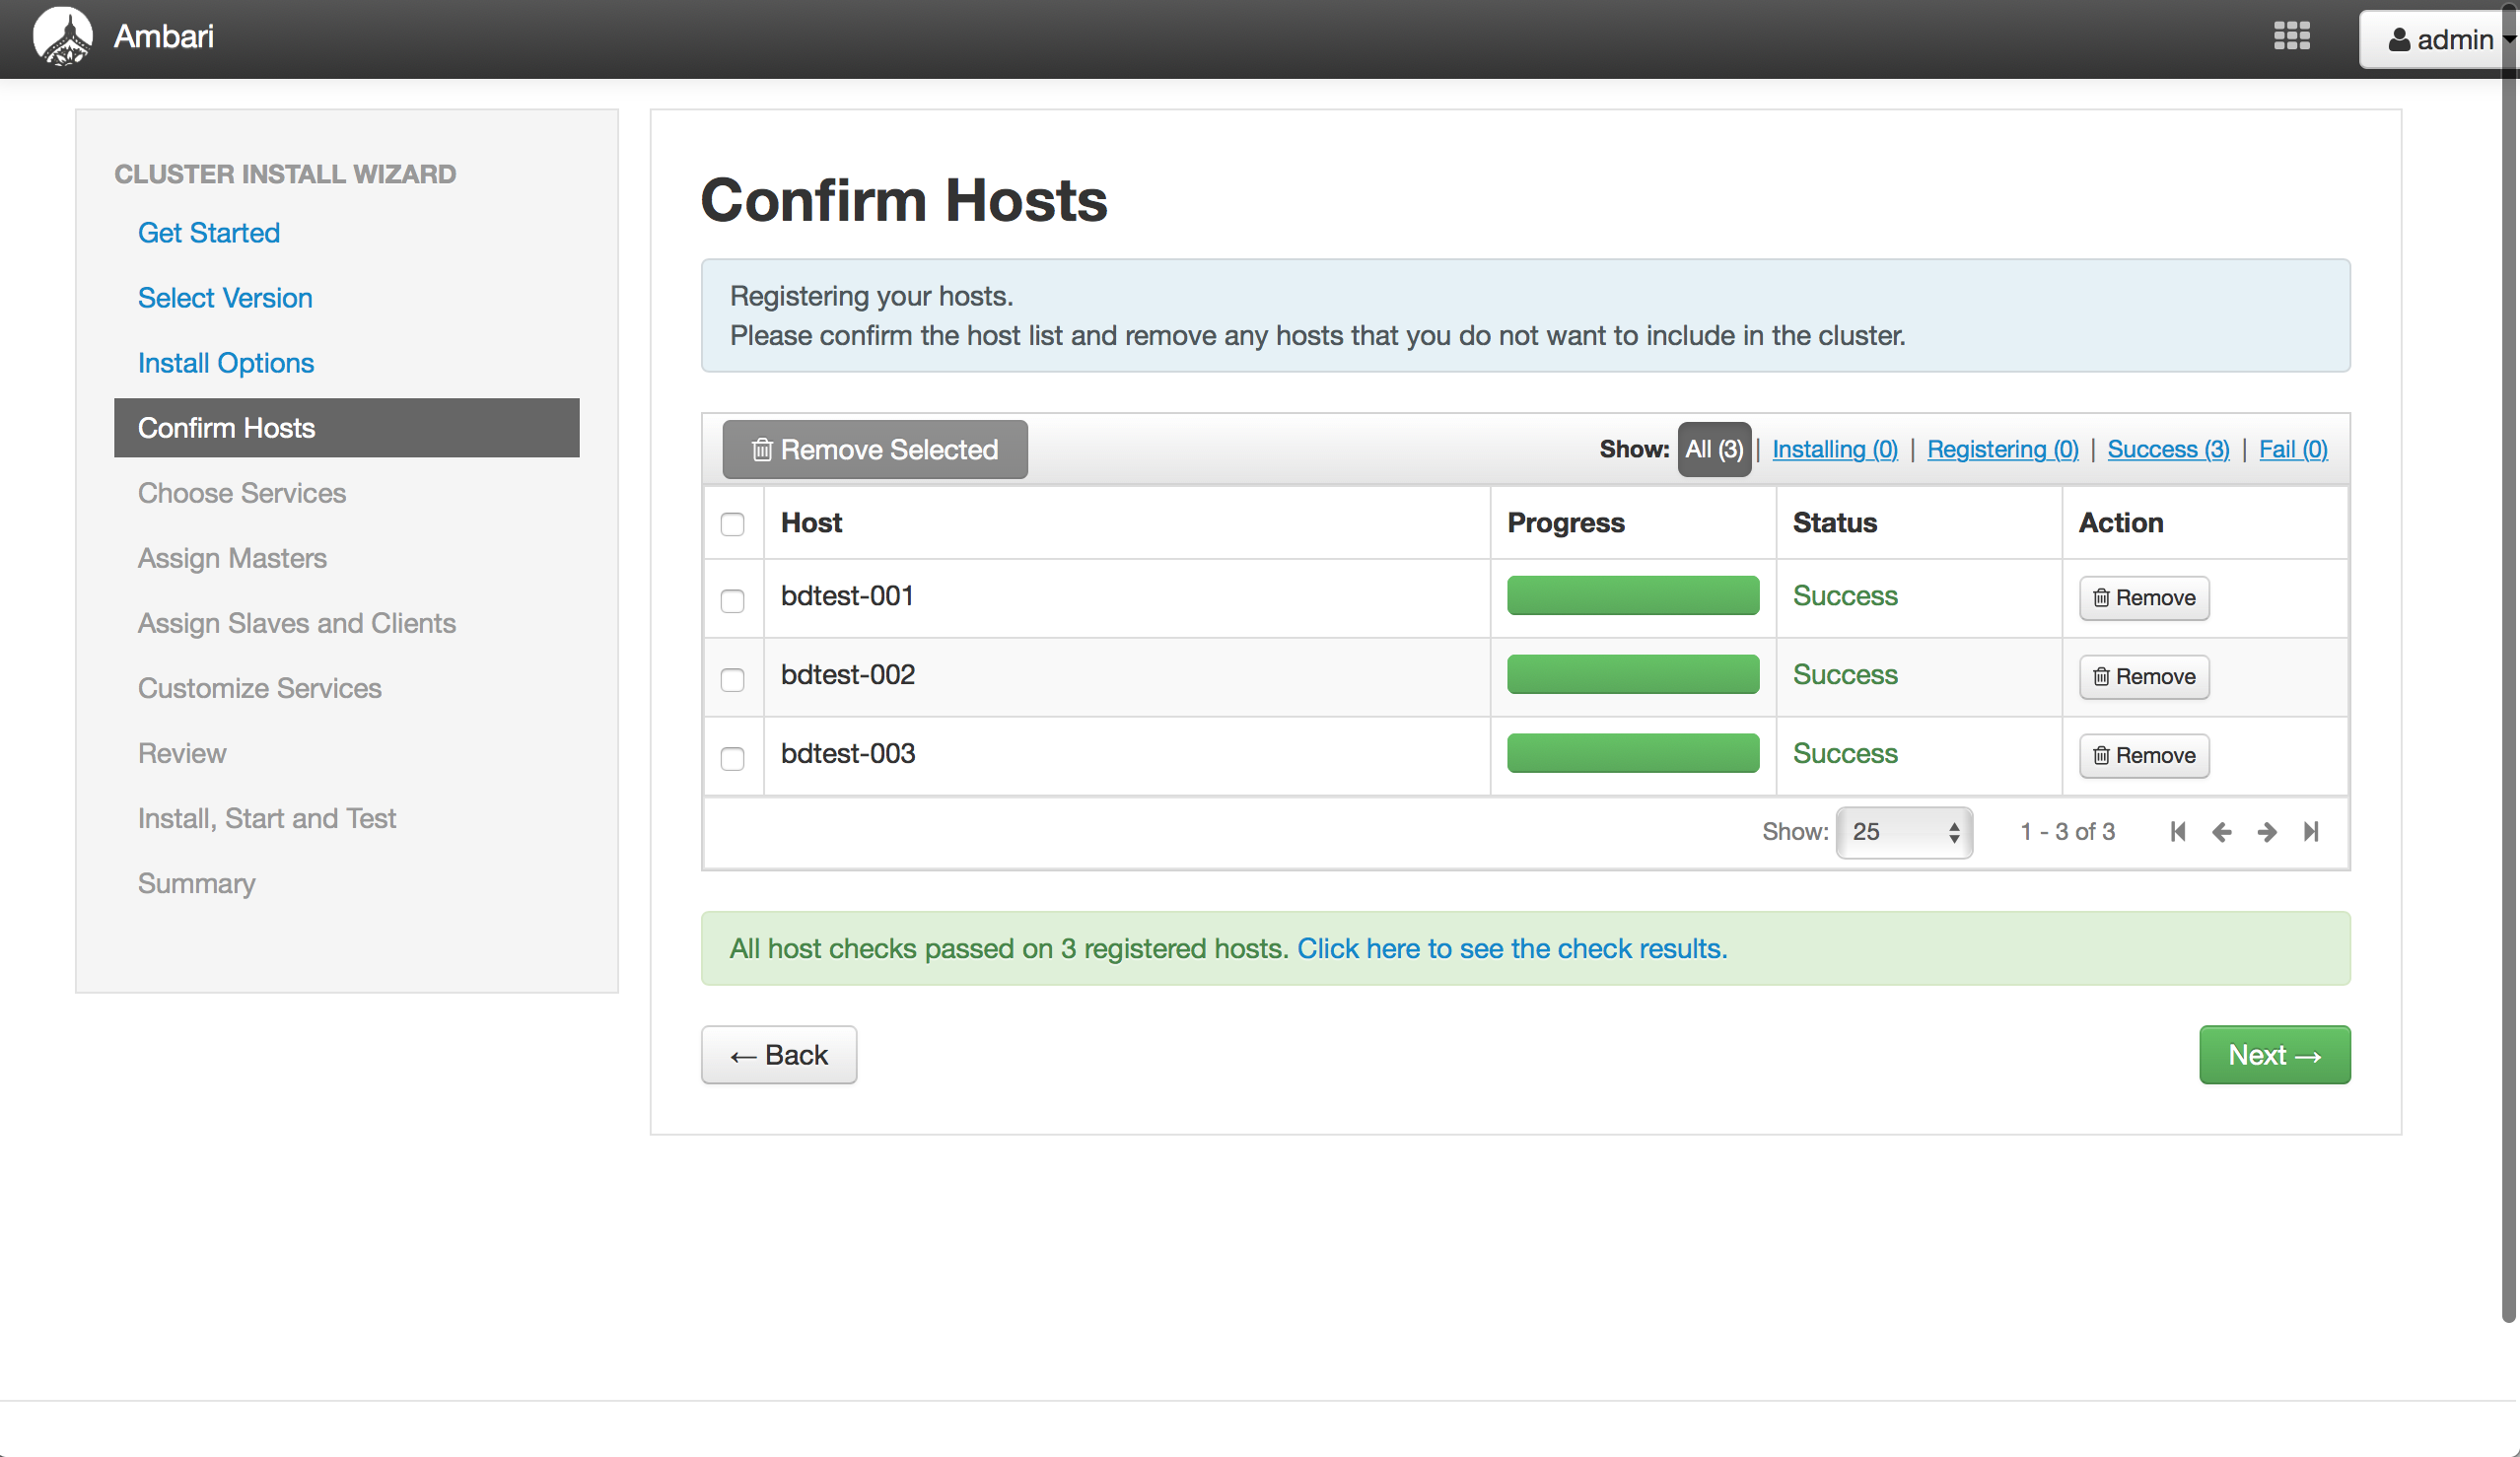 Ambari
admin
CLUSTER INSTALL WIZARD
Get Started
Select Version
Install Options
Confirm Hosts
Choose Services
Assign Masters
Assign Slaves and Clients
Customize Services
Review
Install, Start and Test
Summary
Confirm Hosts
Registering your hosts.
Please confirm the host list and remove any hosts that you do not want to include in the cluster.
Remove Selected
Show: All (3) | Installing (0) | Registering (0) | Success (3) | Fail (0)
Host Progress Status Action
bdtest-001 Success Remove
bdtest-002 Success Remove
bdtest-003 Success Remove
Show: 25 1 - 3 of 3
All host checks passed on 3 registered hosts. Click here to see the check results.
← Back
Next →